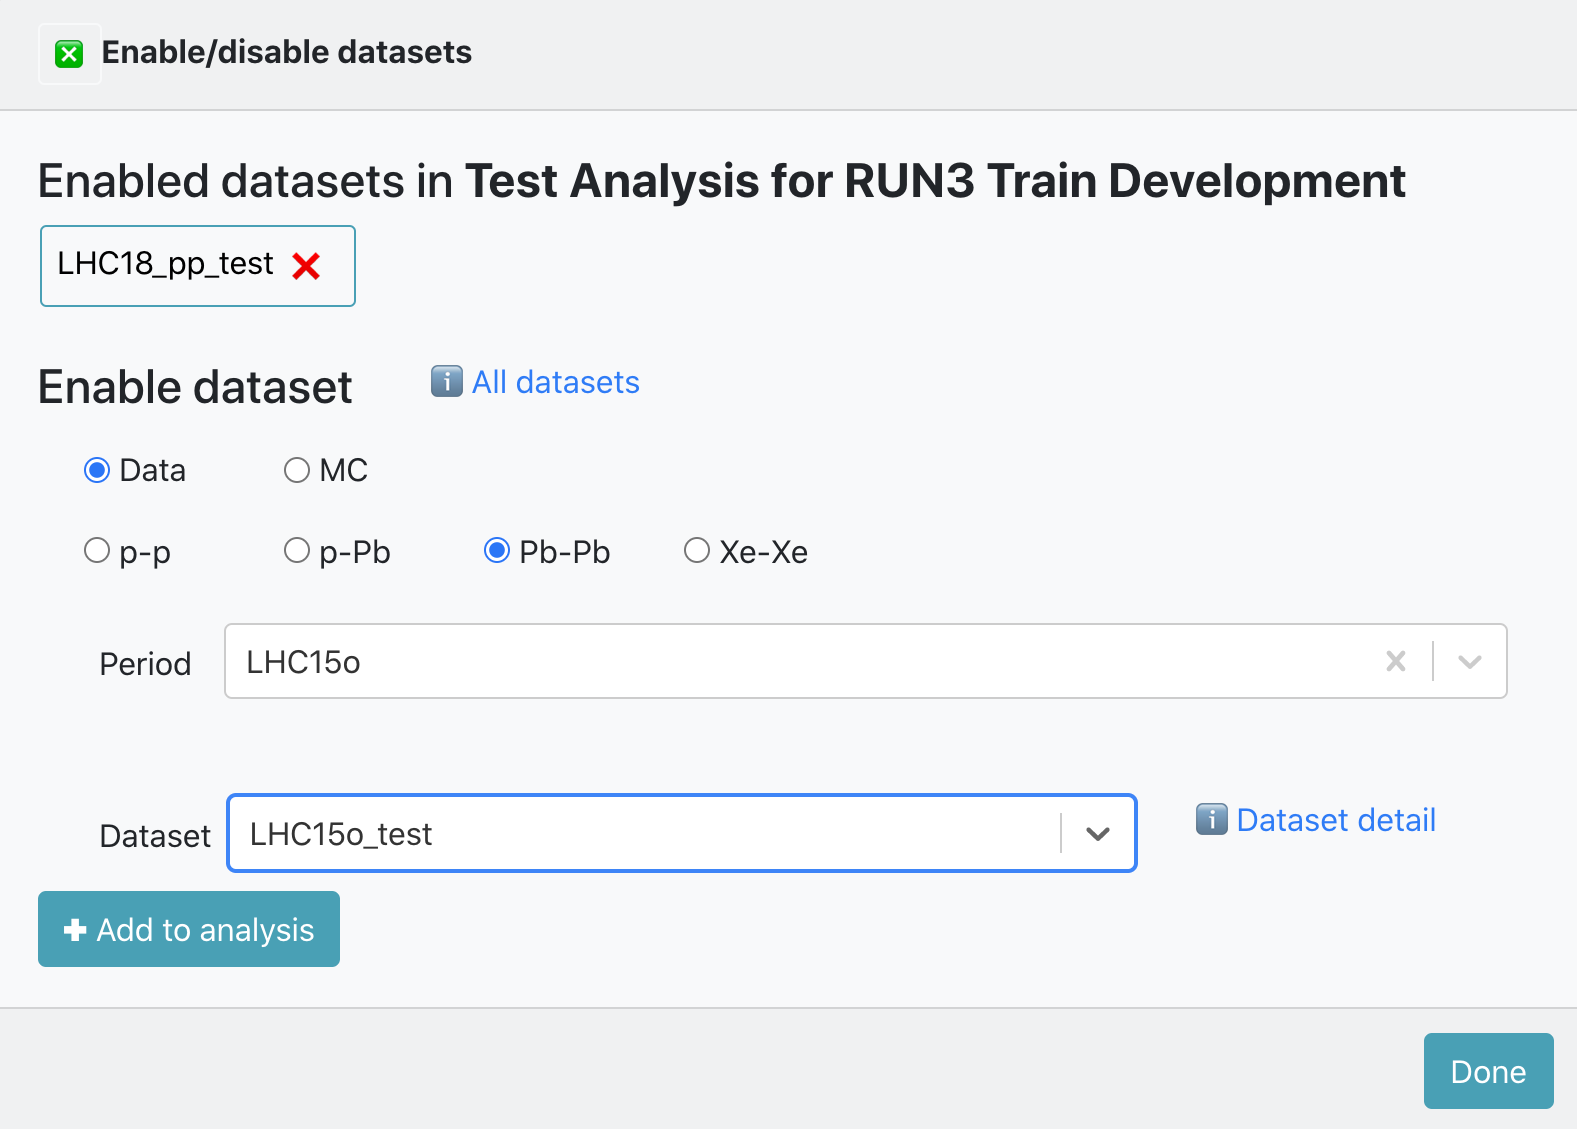 Enable/disable datasets
Enabled datasets in Test Analysis for RUN3 Train Development
LHC18_pp_test
Enable dataset All datasets
Data MC
p-p p-Pb Pb-Pb Xe-Xe
Period LHC15o
Dataset LHC15o_test Dataset detail
Add to analysis
Done